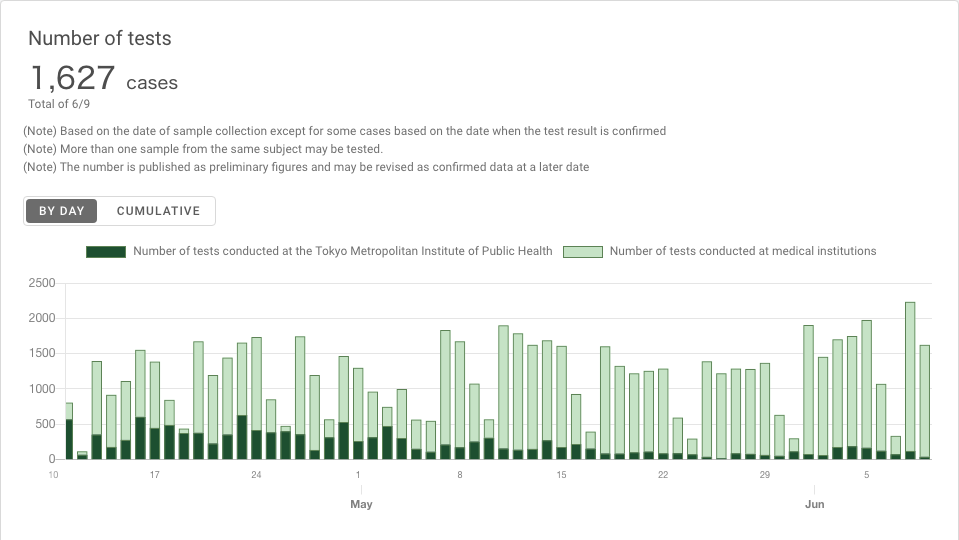 Number of tests
1,627 cases
Total of 6/9
(Note) Based on the date of sample collection except for some cases based on the date when the test result is confirmed
(Note) More than one sample from the same subject may be tested.
(Note) The number is published as preliminary figures and may be revised as confirmed data at a later date
BY DAY CUMULATIVE
Number of tests conducted at the Tokyo Metropolitan Institute of Public Health Number of tests conducted at medical institutions
2500
2000
1500
1000
500
0
10 17 24 1 8 15 22 29 5
May Jun